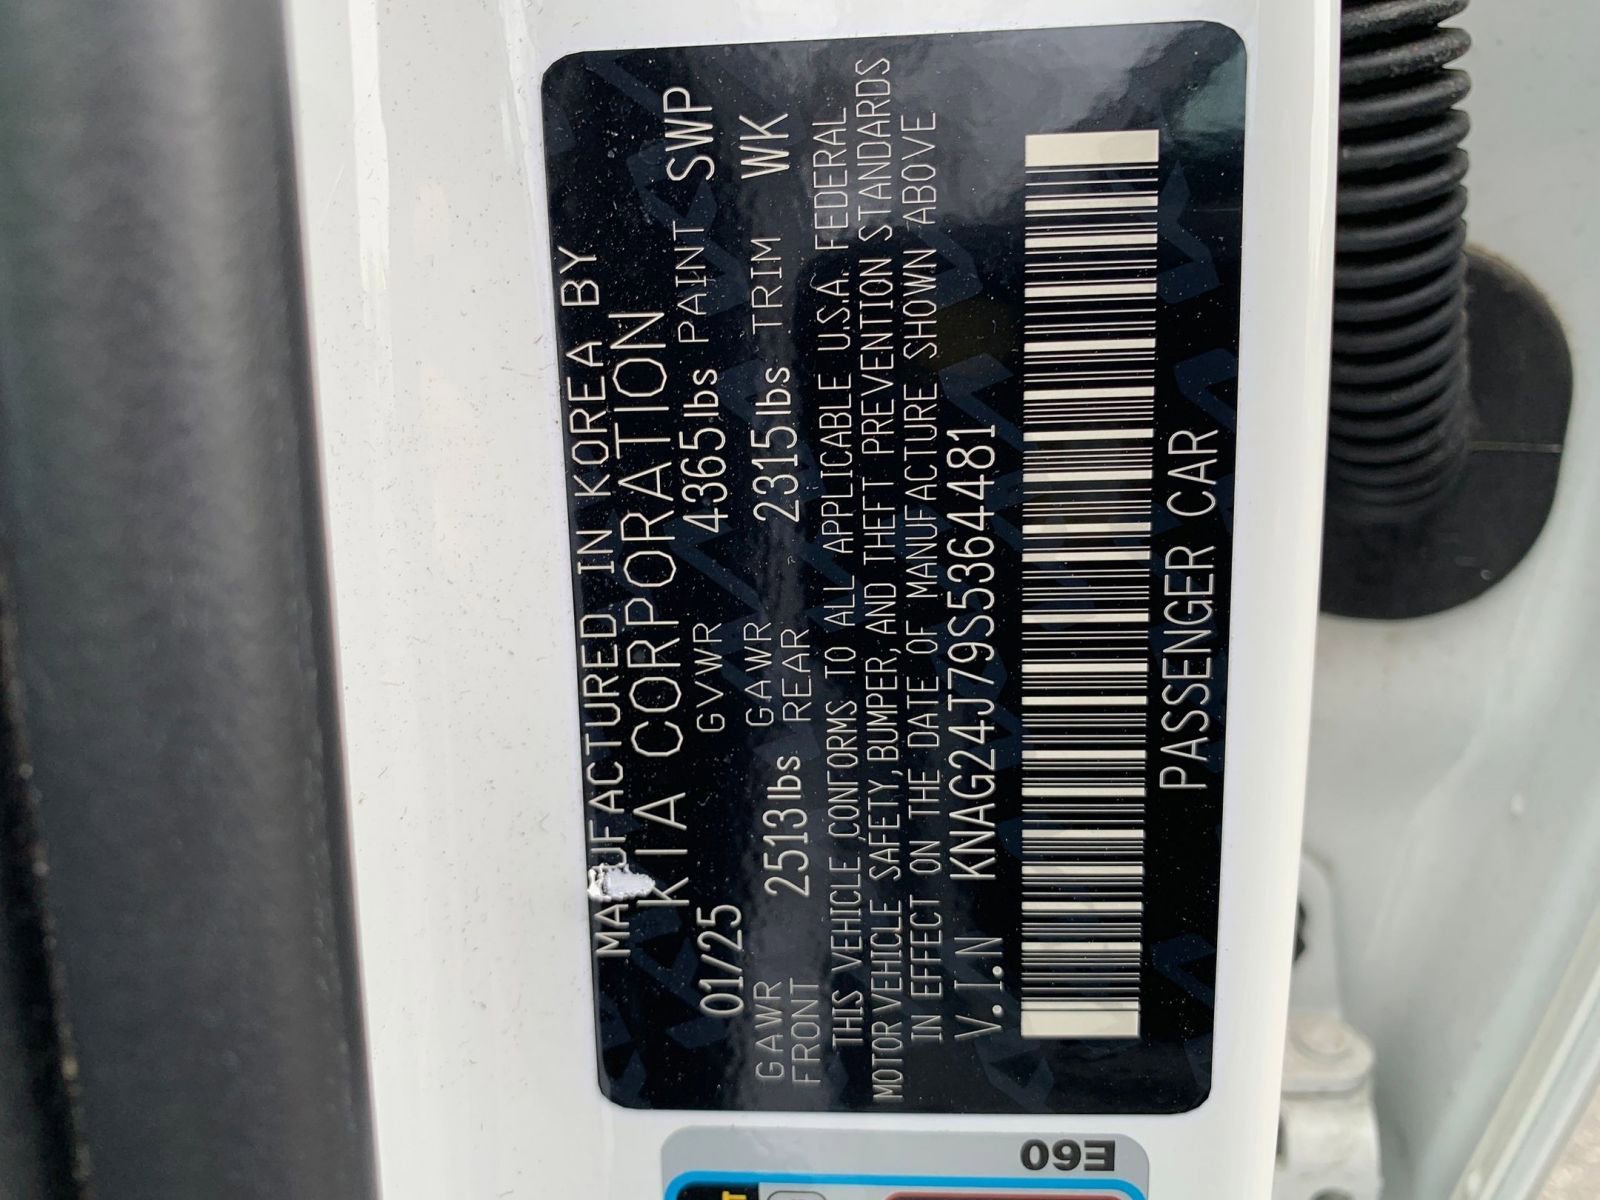 MANUFACTURED IN KOREA BY
KIA CORPORATION
01/25 GVWR 4365lbs PAINT SWP
GAWR FRONT 2513lbs GAWR REAR 2315lbs TRIM WK
THIS VEHICLE CONFORMS TO ALL APPLICABLE U.S.A. FEDERAL
MOTOR VEHICLE SAFETY, BUMPER, AND THEFT PREVENTION STANDARDS
IN EFFECT ON THE DATE OF MANUFACTURE SHOWN ABOVE
V.I.N KNAG24J79S5364481
PASSENGER CAR
E60